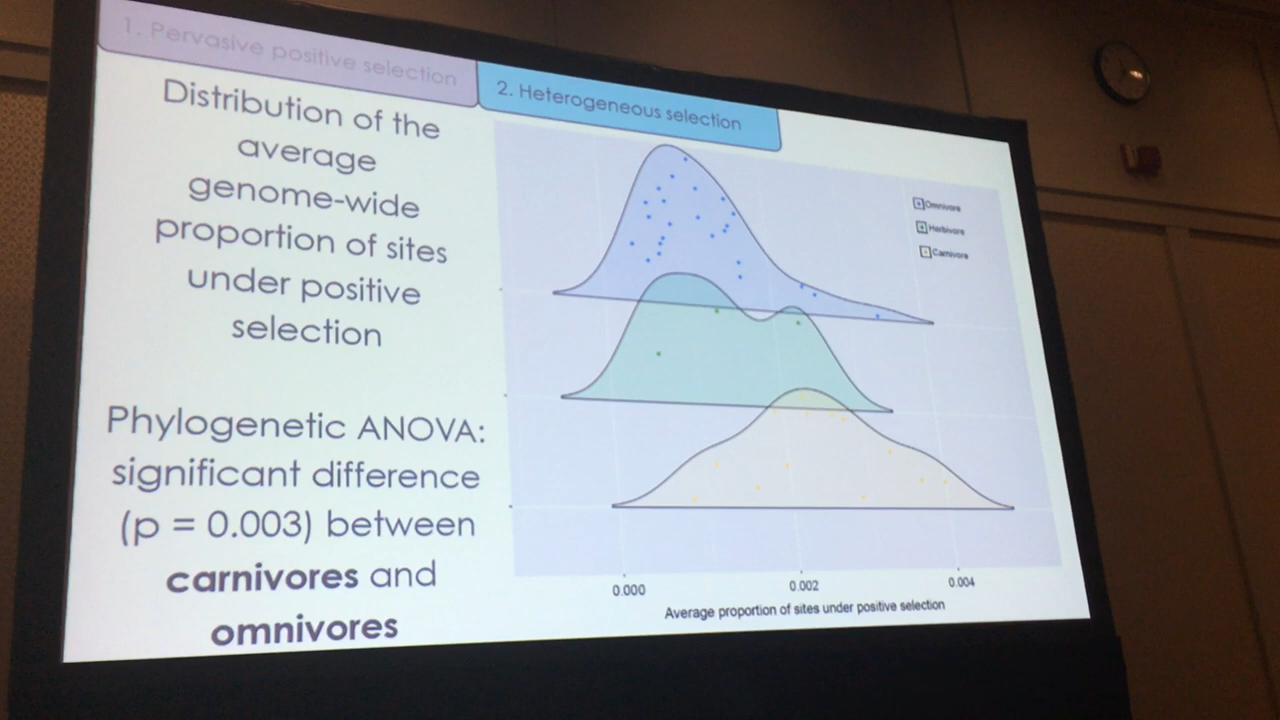 1. Pervasive positive selection
2. Heterogeneous selection
Distribution of the
average
genome-wide
proportion of sites
under positive
selection
Phylogenetic ANOVA:
significant difference
(p = 0.003) between
carnivores and
omnivores
Omnivore
Herbivore
Carnivore
0.000
0.002
0.004
Average proportion of sites under positive selection